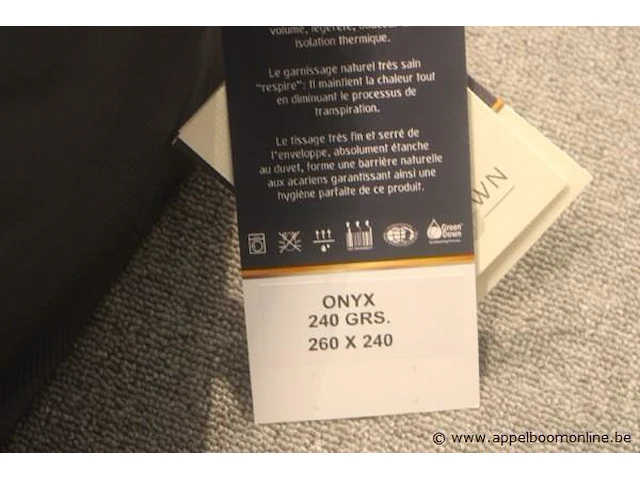 volume, légèreté,
isolation thermique.
Le garnissage naturel très sain
"respire": Il maintient la chaleur tout
en diminuant le processus de
transpiration.
Le tissage très fin et serré de
l'enveloppe, absolument étanche
au duvet, forme une barrière naturelle
aux acariens garantissant ainsi une
hygiène parfaite de ce produit.
Green
Down
WN
ONYX
240 GRS.
260 X 240
© www.appelboomonline.be